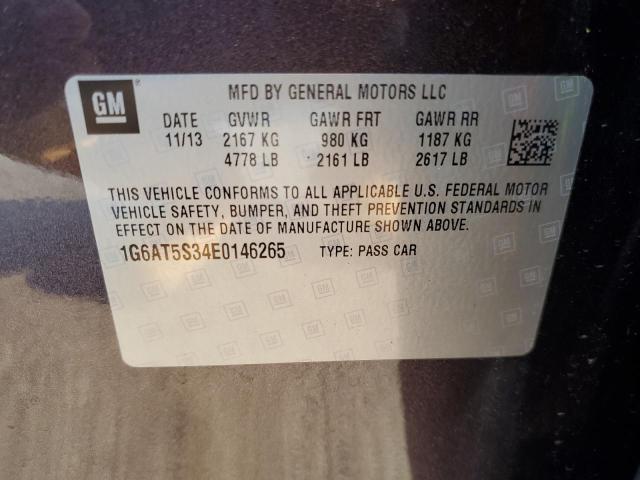 GM
MFD BY GENERAL MOTORS LLC
DATE GVWR GAWR FRT GAWR RR
11/13 2167 KG 980 KG 1187 KG
4778 LB 2161 LB 2617 LB
THIS VEHICLE CONFORMS TO ALL APPLICABLE U.S. FEDERAL MOTOR
VEHICLE SAFETY, BUMPER, AND THEFT PREVENTION STANDARDS IN
EFFECT ON THE DATE OF MANUFACTURE SHOWN ABOVE.
1G6AT5S34E0146265 TYPE: PASS CAR